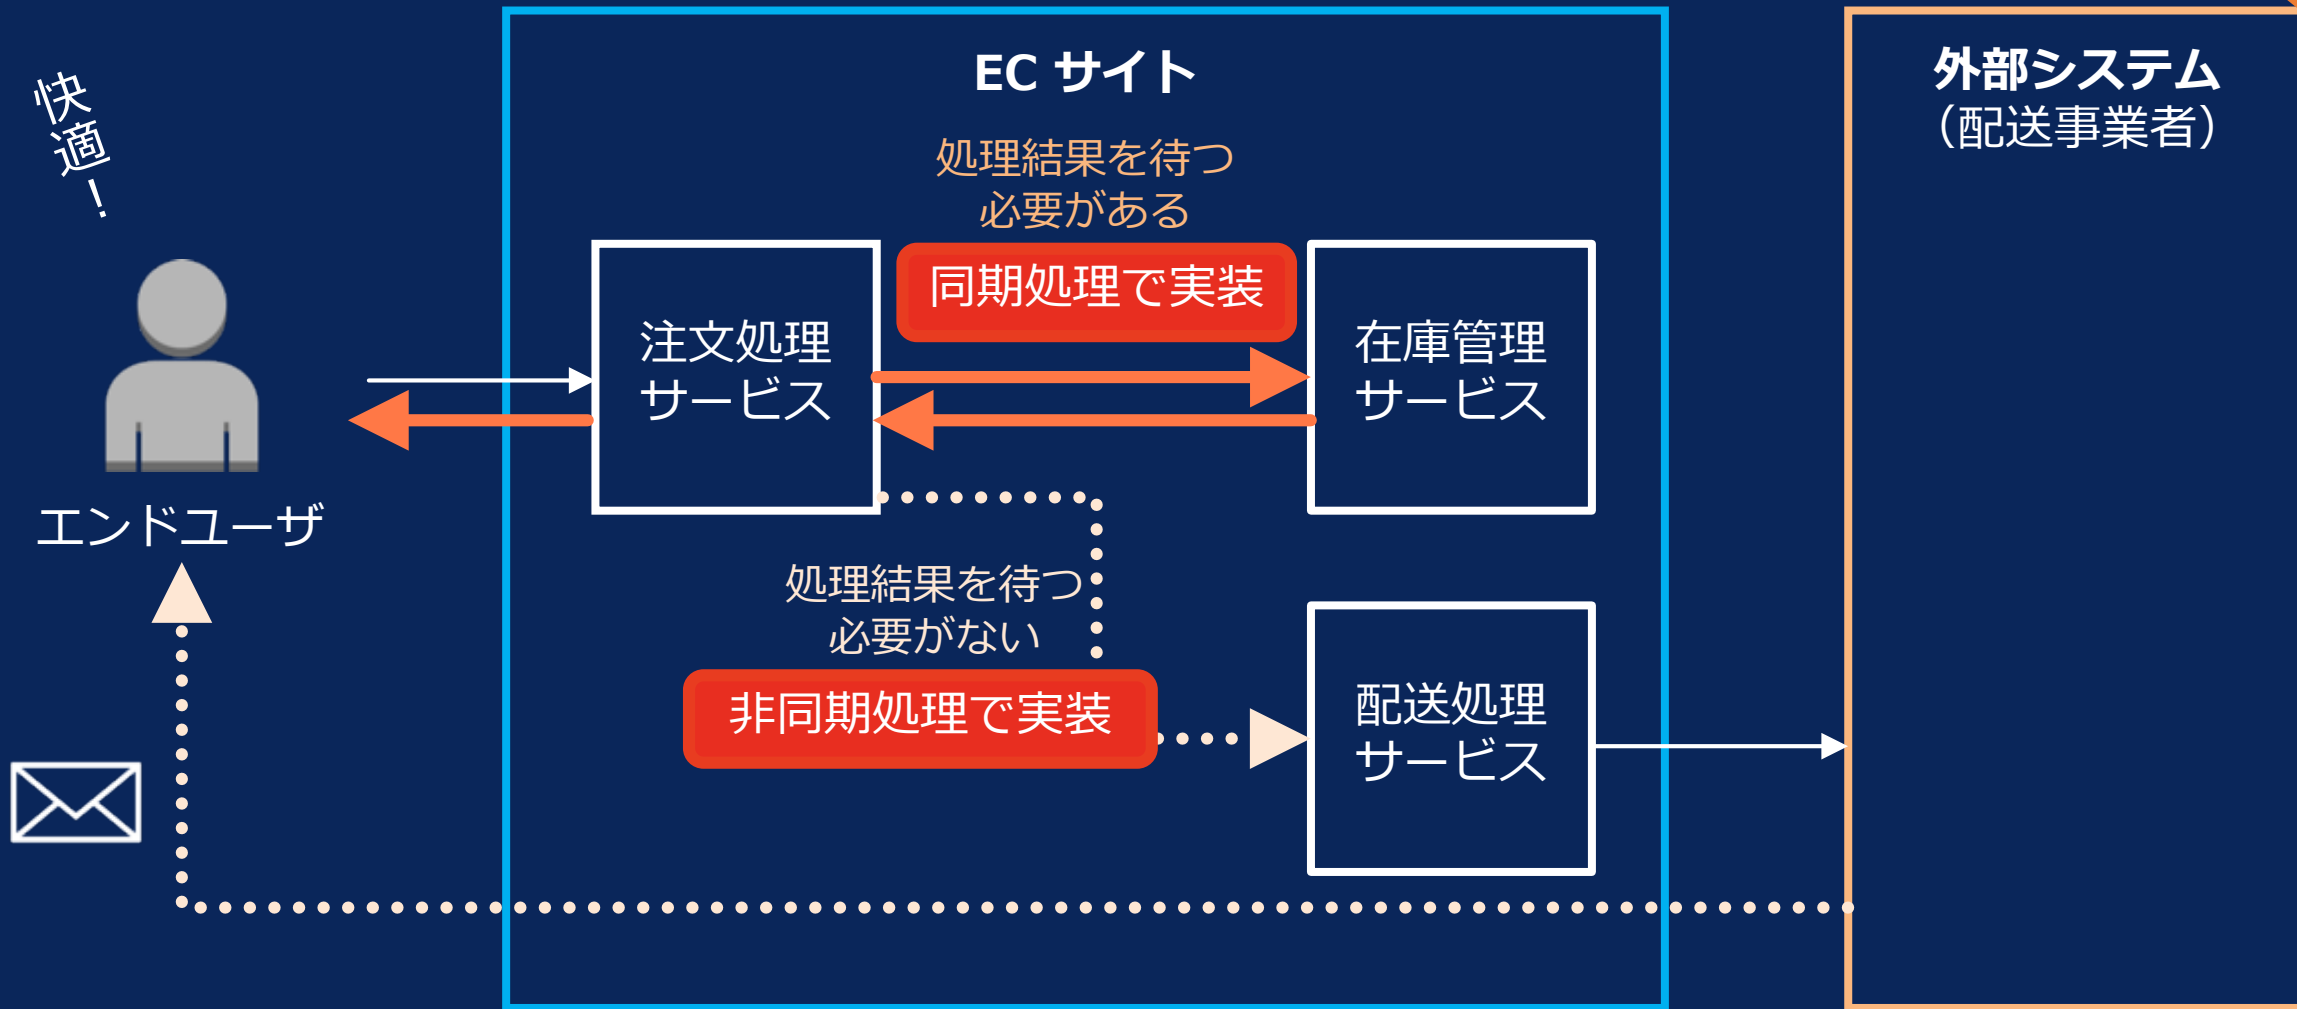 快適！
EC サイト
外部システム
（配送事業者）
処理結果を待つ
必要がある
同期処理で実装
注文処理
サービス
在庫管理
サービス
エンドユーザ
処理結果を待つ
必要がない
非同期処理で実装
配送処理
サービス